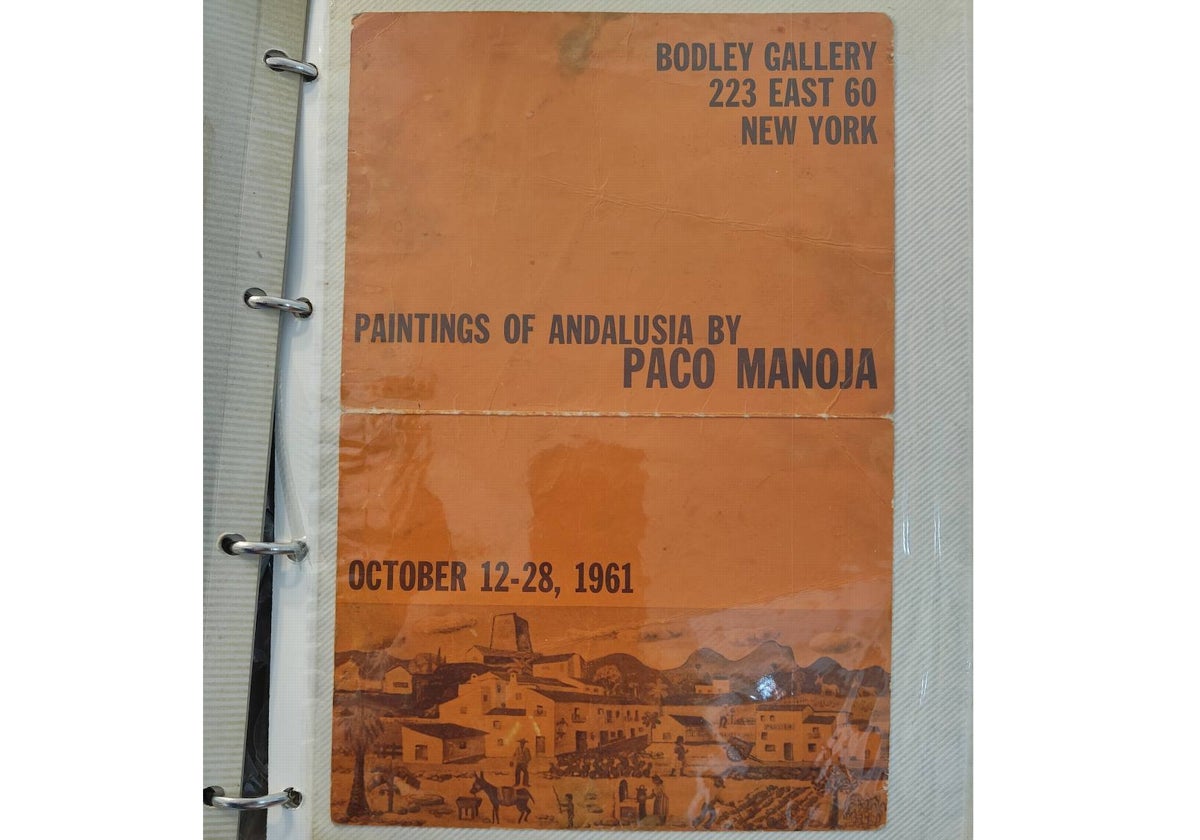 BODLEY GALLERY
223 EAST 60
NEW YORK
PAINTINGS OF ANDALUSIA BY
PACO MANOJA
OCTOBER 12-28, 1961